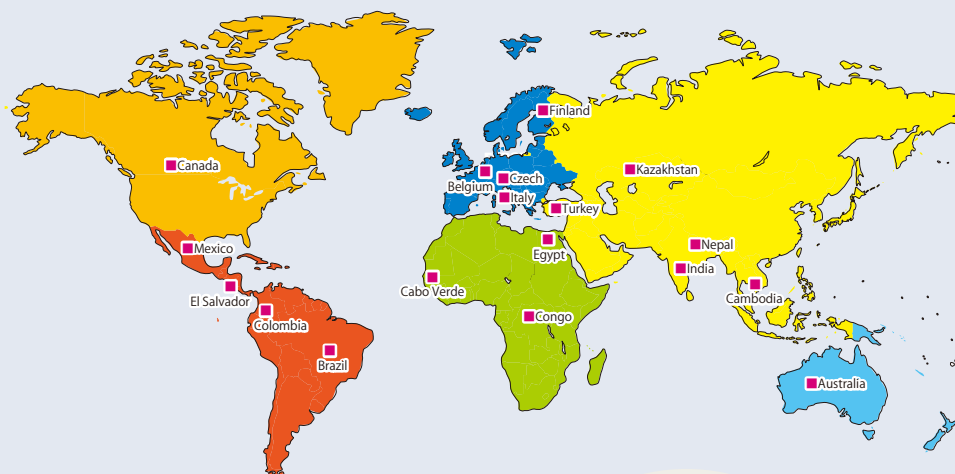 Finland
Canada
Kazakhstan
Belgium
Czech
Italy
Turkey
Mexico
Egypt
Nepal
India
El Salvador
Cabo Verde
Cambodia
Colombia
Congo
Brazil
Australia